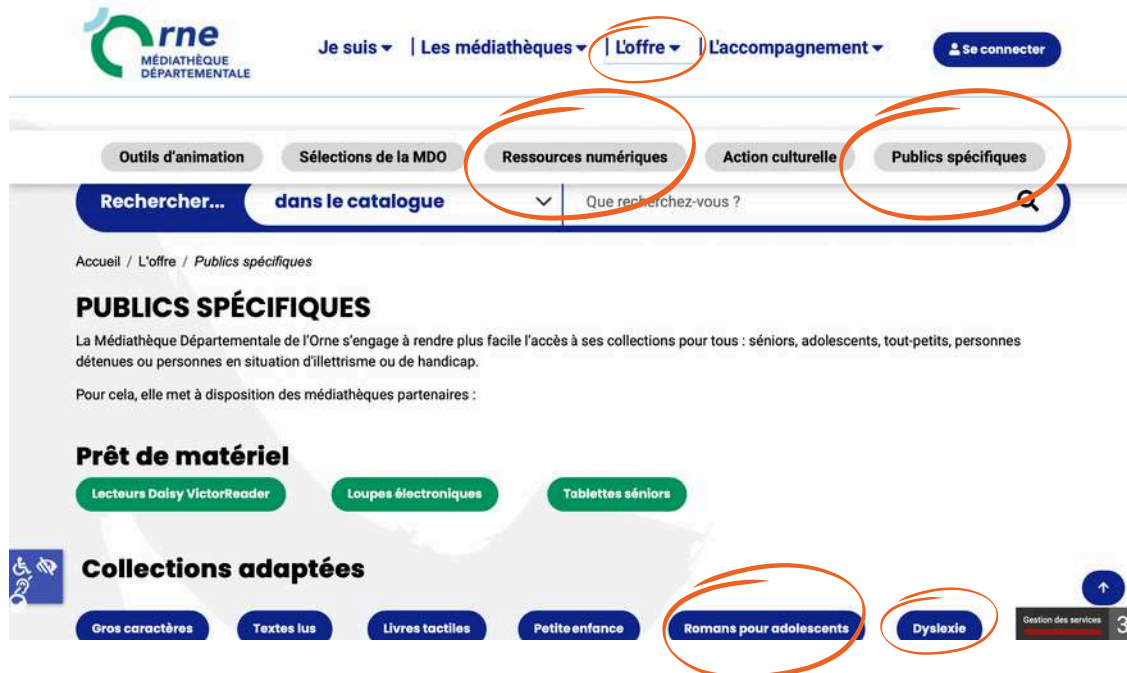 Orne
MÉDIATHÈQUE
DÉPARTEMENTALE
Je suis | Les médiathèques | L'offre | L'accompagnement
Se connecter
Outils d'animation Sélections de la MDO Ressources numériques Action culturelle Publics spécifiques
Rechercher... dans le catalogue Que recherchez-vous ?
Accueil / L'offre / Publics spécifiques
PUBLICS SPÉCIFIQUES
La Médiathèque Départementale de l'Orne s'engage à rendre plus facile l'accès à ses collections pour tous : séniors, adolescents, tout-petits, personnes
détenues ou personnes en situation d'illettrisme ou de handicap.
Pour cela, elle met à disposition des médiathèques partenaires :
Prêt de matériel
Lecteurs Daisy VictorReader Loupes électroniques Tablettes séniors
Collections adaptées
Gros caractères Textes lus Livres tactiles Petite enfance Romans pour adolescents Dyslexie
Gestion des services 3